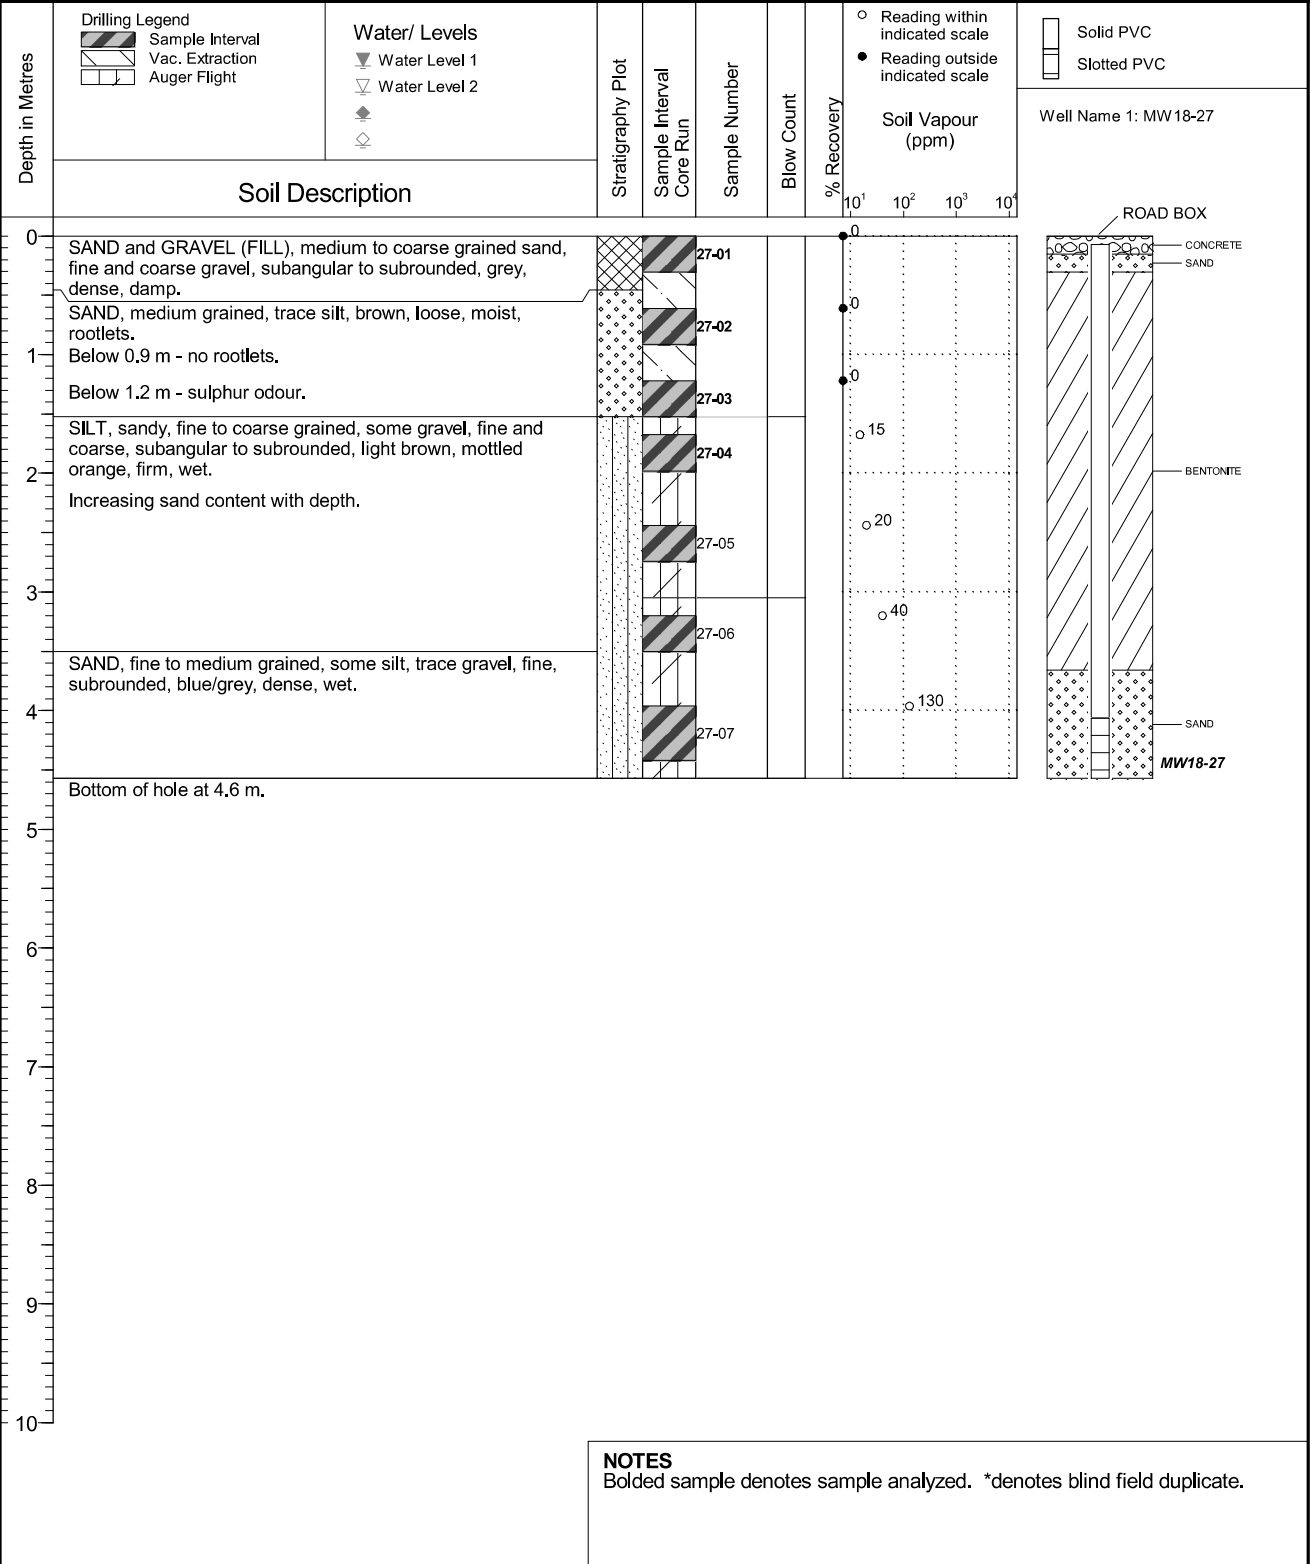 Drilling Legend
Sample Interval
Vac. Extraction
Auger Flight
Water/ Levels
Water Level 1
Water Level 2
Depth in Metres
Soil Description
Stratigraphy Plot
Sample Interval
Core Run
Sample Number
Blow Count
% Recovery
Reading within
indicated scale
Reading outside
indicated scale
Soil Vapour
(ppm)
10¹ 10² 10³ 10⁴
Solid PVC
Slotted PVC
Well Name 1: MW18-27
ROAD BOX
CONCRETE
SAND
BENTONITE
SAND
MW18-27
0
1
2
3
4
5
6
7
8
9
10
SAND and GRAVEL (FILL), medium to coarse grained sand,
fine and coarse gravel, subangular to subrounded, grey,
dense, damp.
SAND, medium grained, trace silt, brown, loose, moist,
rootlets.
Below 0.9 m - no rootlets.
Below 1.2 m - sulphur odour.
SILT, sandy, fine to coarse grained, some gravel, fine and
coarse, subangular to subrounded, light brown, mottled
orange, firm, wet.
Increasing sand content with depth.
SAND, fine to medium grained, some silt, trace gravel, fine,
subrounded, blue/grey, dense, wet.
Bottom of hole at 4.6 m.
27-01
27-02
27-03
27-04
27-05
27-06
27-07
0
0
0
15
20
40
130
NOTES
Bolded sample denotes sample analyzed. *denotes blind field duplicate.